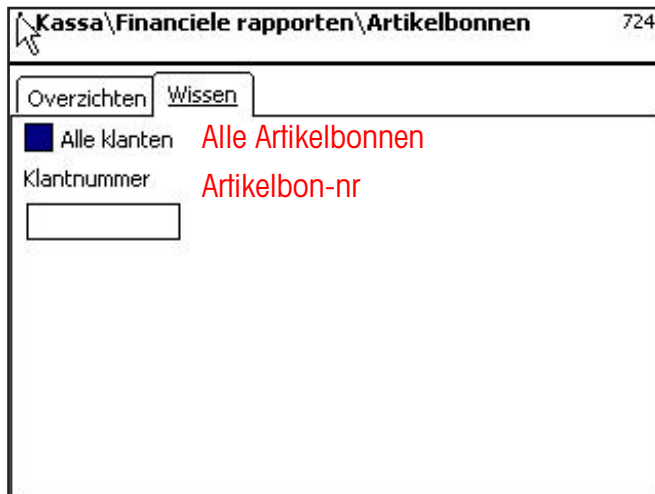 Kassa\Financiele rapporten\Artikelbonnen 724
Overzichten Wissen
Alle klanten Alle Artikelbonnen
Klantnummer Artikelbon-nr